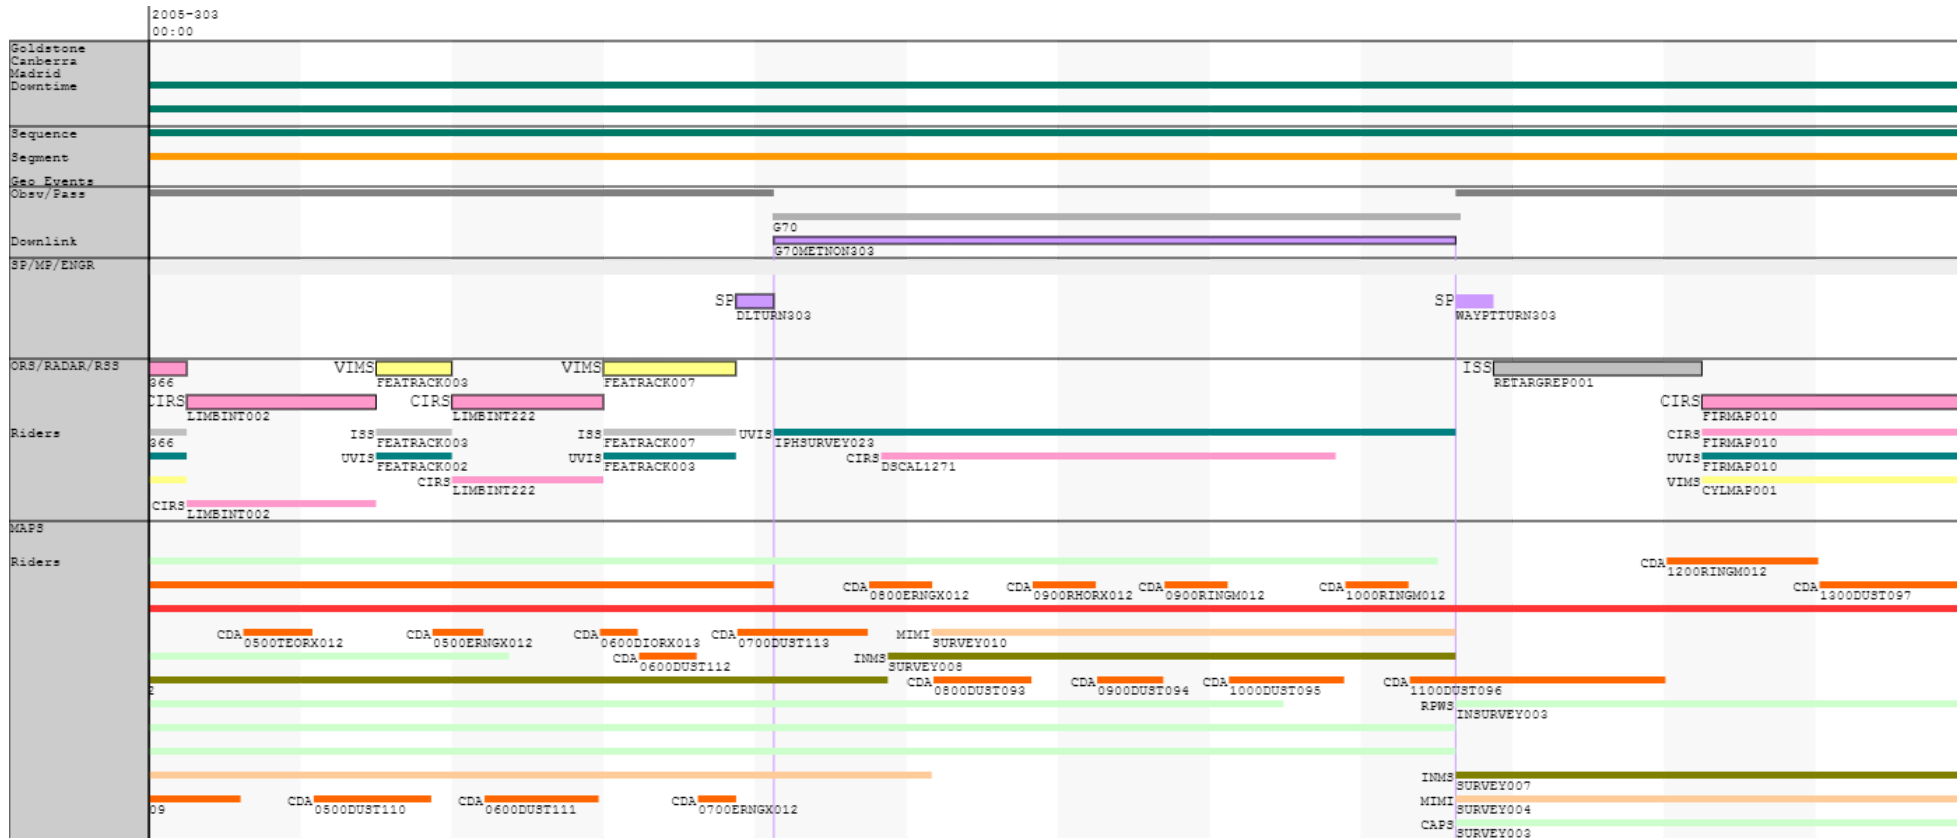 2005-303
00:00
Goldstone
Canberra
Madrid
Downtime
Sequence
Segment
Geo Events
Obsv/Pass
G70
Downlink
G70METNON303
SP/MP/ENGR
SP SP
DLTURN303 WAYPTTURN303
ORS/RADAR/RSS VIMS VIMS ISS
366 FEATRACK003 FEATRACK007 RETARGREP001
CIRS CIRS CIRS
LIMBINT002 LIMBINT222 FIRMAP010
Riders ISS ISS UVIS CIRS
366 FEATRACK003 FEATRACK007 IPHSURVEY023 FIRMAP010
UVIS UVIS CIRS UVIS
FEATRACK002 FEATRACK003 DSCAL1271 FIRMAP010
CIRS VIMS
LIMBINT222 CYLMAP001
CIRS
LIMBINT002
MAPS
Riders CDA
1200RINGM012
CDA CDA CDA CDA CDA
0800ERNGX012 0900RHORX012 0900RINGM012 1000RINGM012 1300DUST097
CDA CDA CDA CDA MIMI
0500TEORX012 0500ERNGX012 0600DIORX013 0700DUST113 SURVEY010
CDA INMS
0600DUST112 SURVEY008
2 CDA CDA CDA CDA
0800DUST093 0900DUST094 1000DUST095 1100DUST096
RPWS
INSURVEY003
INMS
SURVEY007
CDA CDA CDA MIMI
09 0500DUST110 0600DUST111 0700ERNGX012 SURVEY004
CAPS
SURVEY003